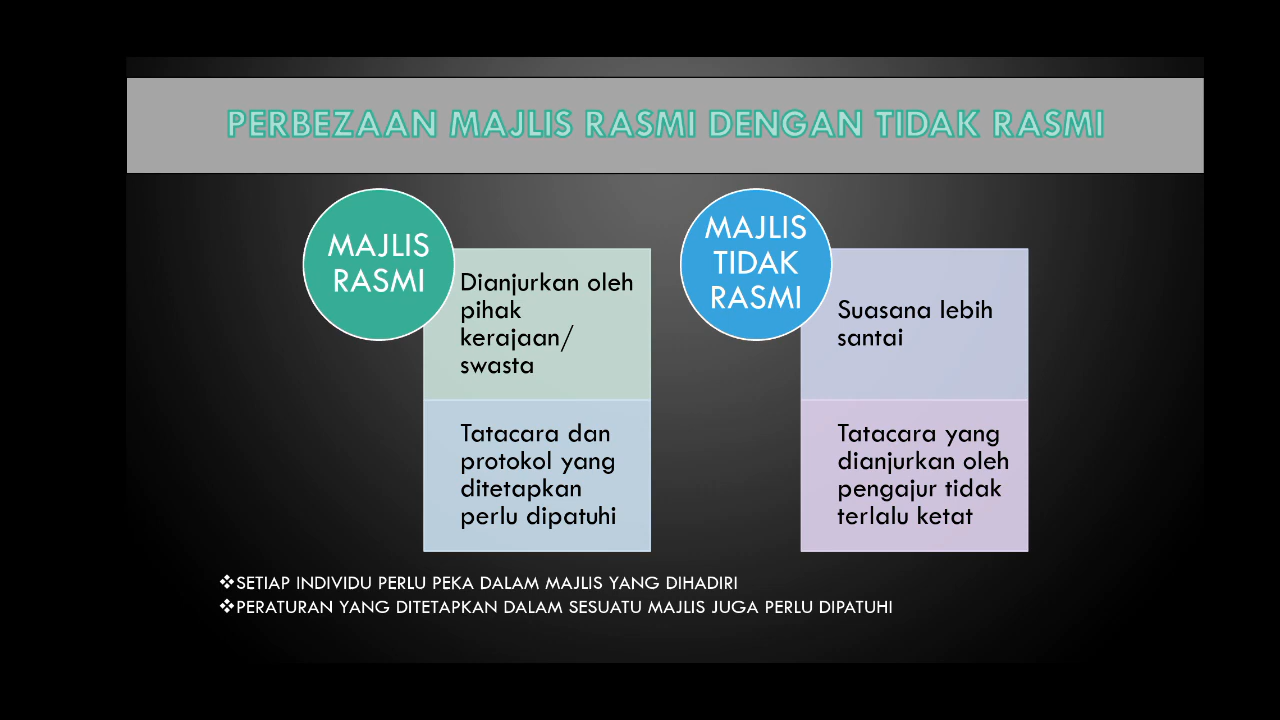 PERBEZAAN MAJLIS RASMI DENGAN TIDAK RASMI
MAJLIS
RASMI
Dianjurkan oleh
pihak
kerajaan/
swasta
Tatacara dan
protokol yang
ditetapkan
perlu dipatuhi
MAJLIS
TIDAK
RASMI
Suasana lebih
santai
Tatacara yang
dianjurkan oleh
pengajur tidak
terlalu ketat
❖SETIAP INDIVIDU PERLU PEKA DALAM MAJLIS YANG DIHADIRI
❖PERATURAN YANG DITETAPKAN DALAM SESUATU MAJLIS JUGA PERLU DIPATUHI